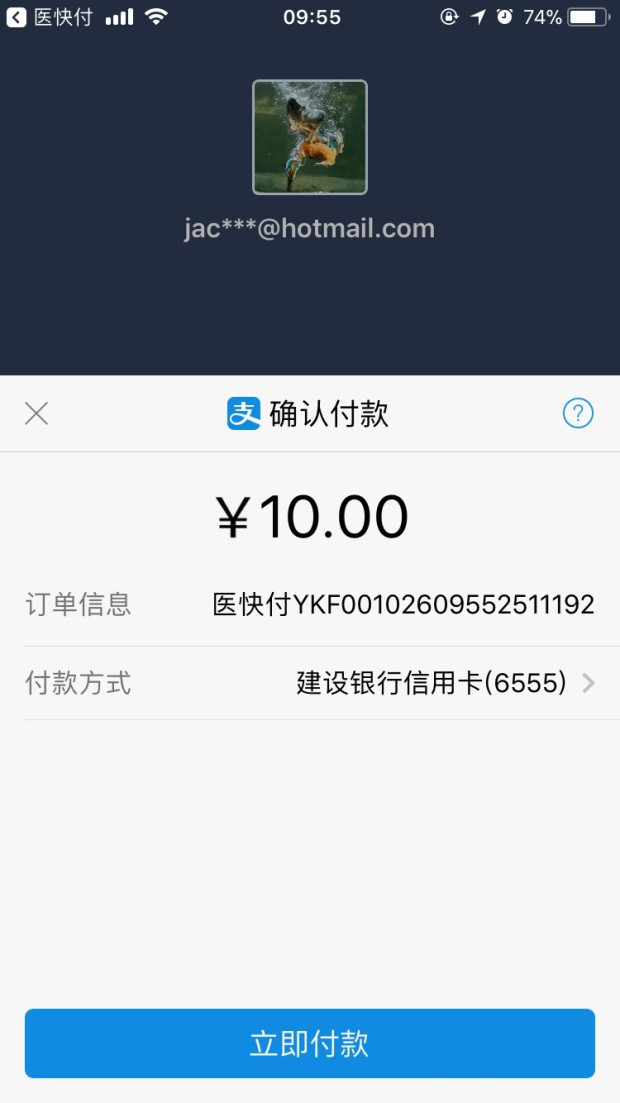 医快付 09:55 74%
jac***@hotmail.com
支 确认付款 ?
¥10.00
订单信息 医快付YKF00102609552511192
付款方式 建设银行信用卡(6555)
立即付款